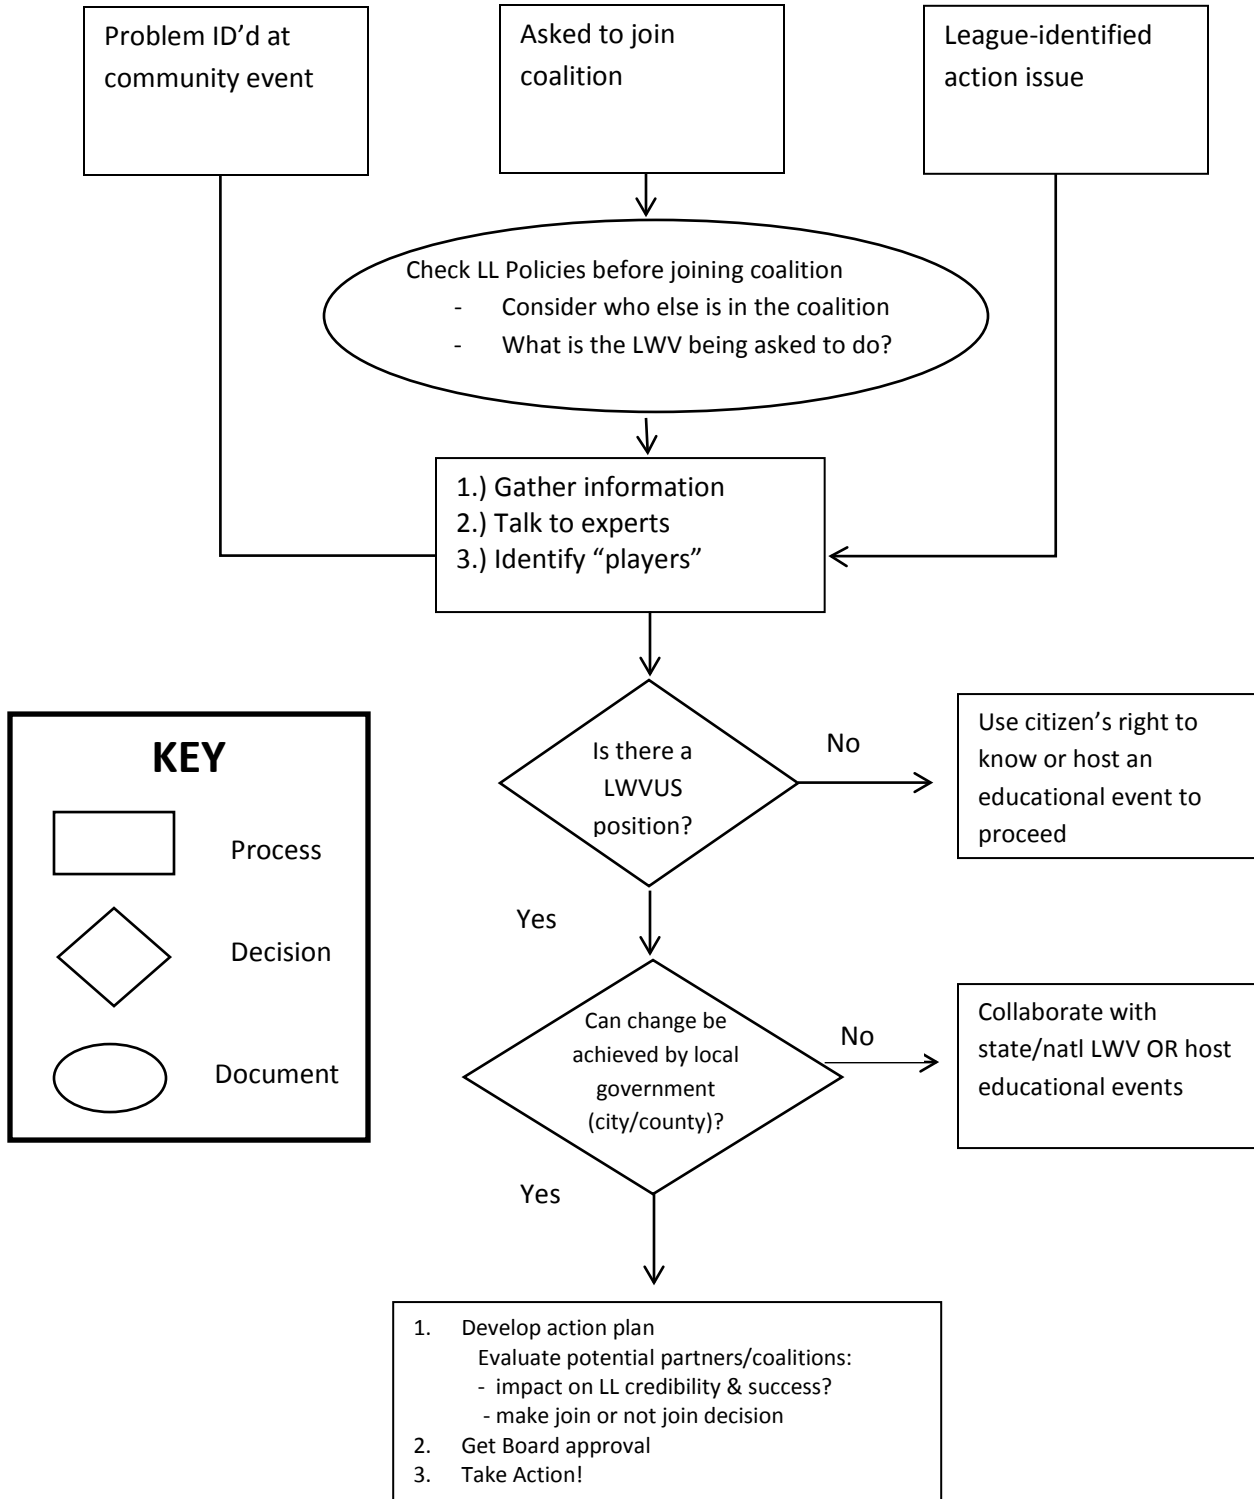 Problem ID’d at
community event
Asked to join
coalition
League-identified
action issue
Check LL Policies before joining coalition
- Consider who else is in the coalition
- What is the LWV being asked to do?
1.) Gather information
2.) Talk to experts
3.) Identify “players”
Is there a
LWVUS
position?
No
Use citizen’s right to
know or host an
educational event to
proceed
Yes
KEY
Process
Decision
Document
Can change be
achieved by local
government
(city/county)?
No
Collaborate with
state/natl LWV OR host
educational events
Yes
1. Develop action plan
Evaluate potential partners/coalitions:
- impact on LL credibility & success?
- make join or not join decision
2. Get Board approval
3. Take Action!